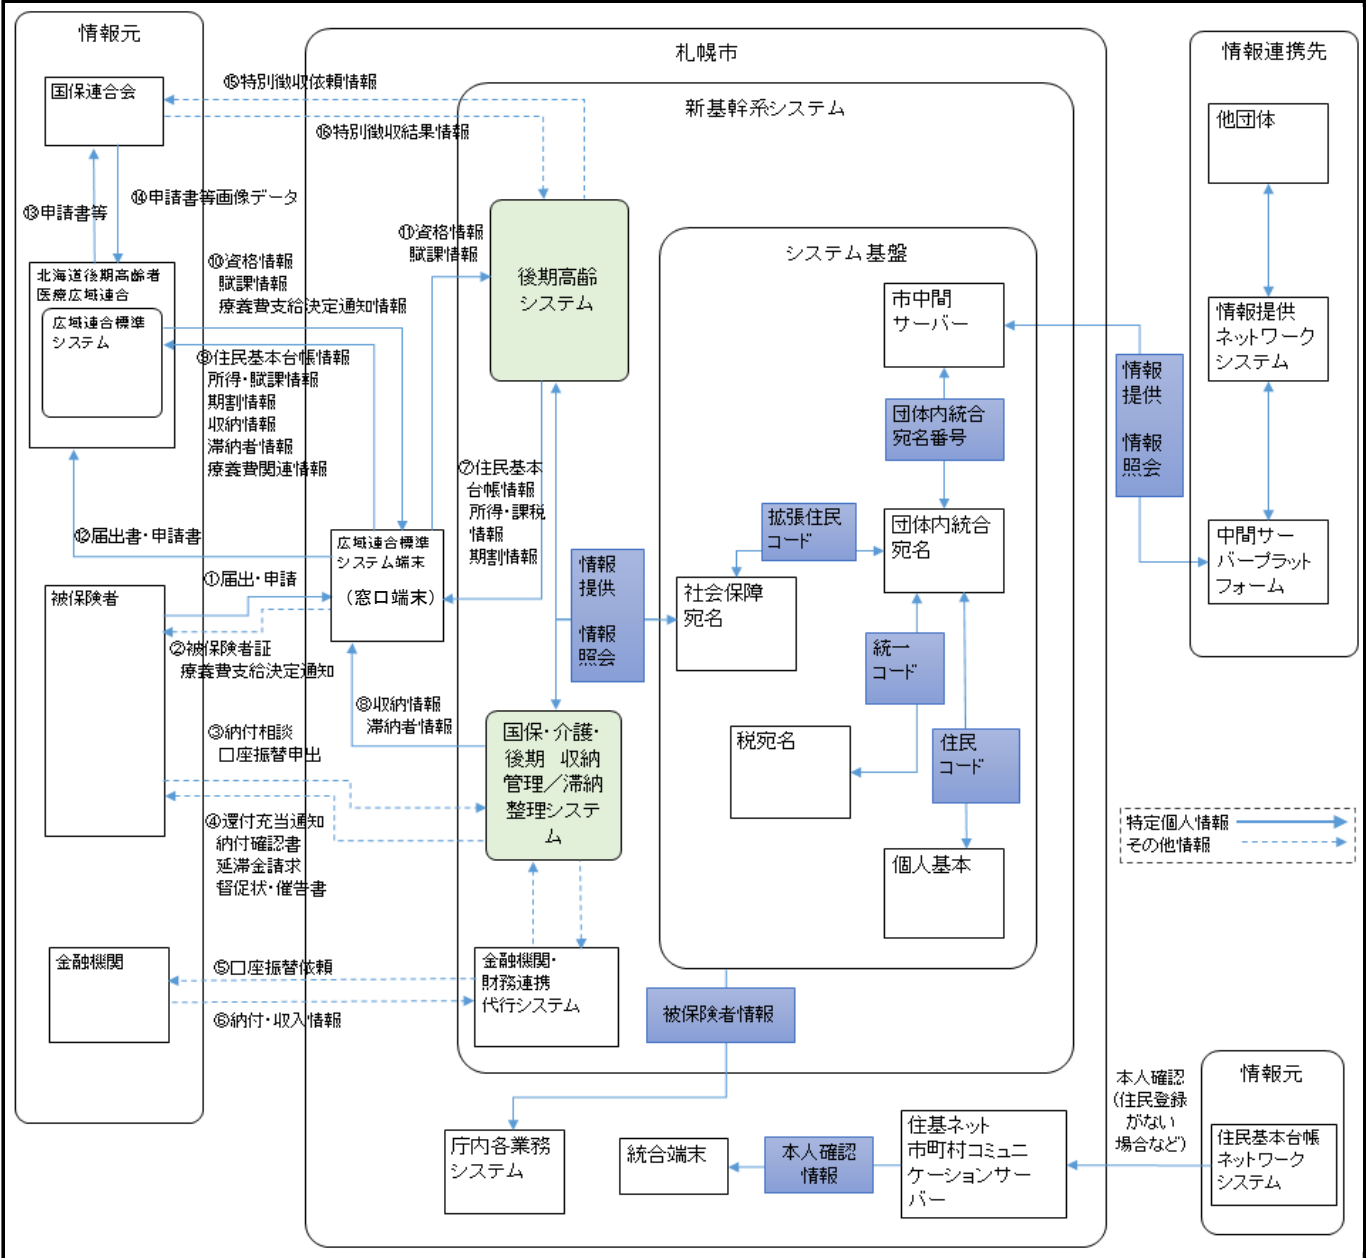 情報元
国保連合会
⑬申請書等
⑭申請書等画像データ
北海道後期高齢者
医療広域連合
広域連合標準
システム
⑫届出書・申請書
被保険者
金融機関
札幌市
⑮特別徴収依頼情報
⑯特別徴収結果情報
⑩資格情報
賦課情報
療養費支給決定通知情報
⑨住民基本台帳情報
所得・賦課情報
期割情報
収納情報
滞納者情報
療養費関連情報
①届出・申請
②被保険者証
療養費支給決定通知
③納付相談
口座振替申出
④還付充当通知
納付確認書
延滞金請求
督促状・催告書
⑤口座振替依頼
⑥納付・収入情報
広域連合標準
システム端末
(窓口端末)
⑧収納情報
滞納者情報
新基幹系システム
⑪資格情報
賦課情報
後期高齢
システム
⑦住民基本
台帳情報
所得・課税
情報
期割情報
情報
提供
情報
照会
国保・介護・
後期 収納
管理／滞納
整理システ
ム
金融機関・
財務連携
代行システム
システム基盤
市中間
サーバー
団体内統合
宛名番号
拡張住民
コード
団体内統合
宛名
社会保障
宛名
統一
コード
税宛名
住民
コード
個人基本
被保険者情報
庁内各業務
システム
統合端末
本人確認
情報
住基ネット
市町村コミュニ
ケーションサー
バー
情報連携先
他団体
情報提供
ネットワーク
システム
情報
提供
情報
照会
中間サー
バープラット
フォーム
特定個人情報
その他情報
本人確認
(住民登録
がない
場合など)
情報元
住民基本台帳
ネットワーク
システム